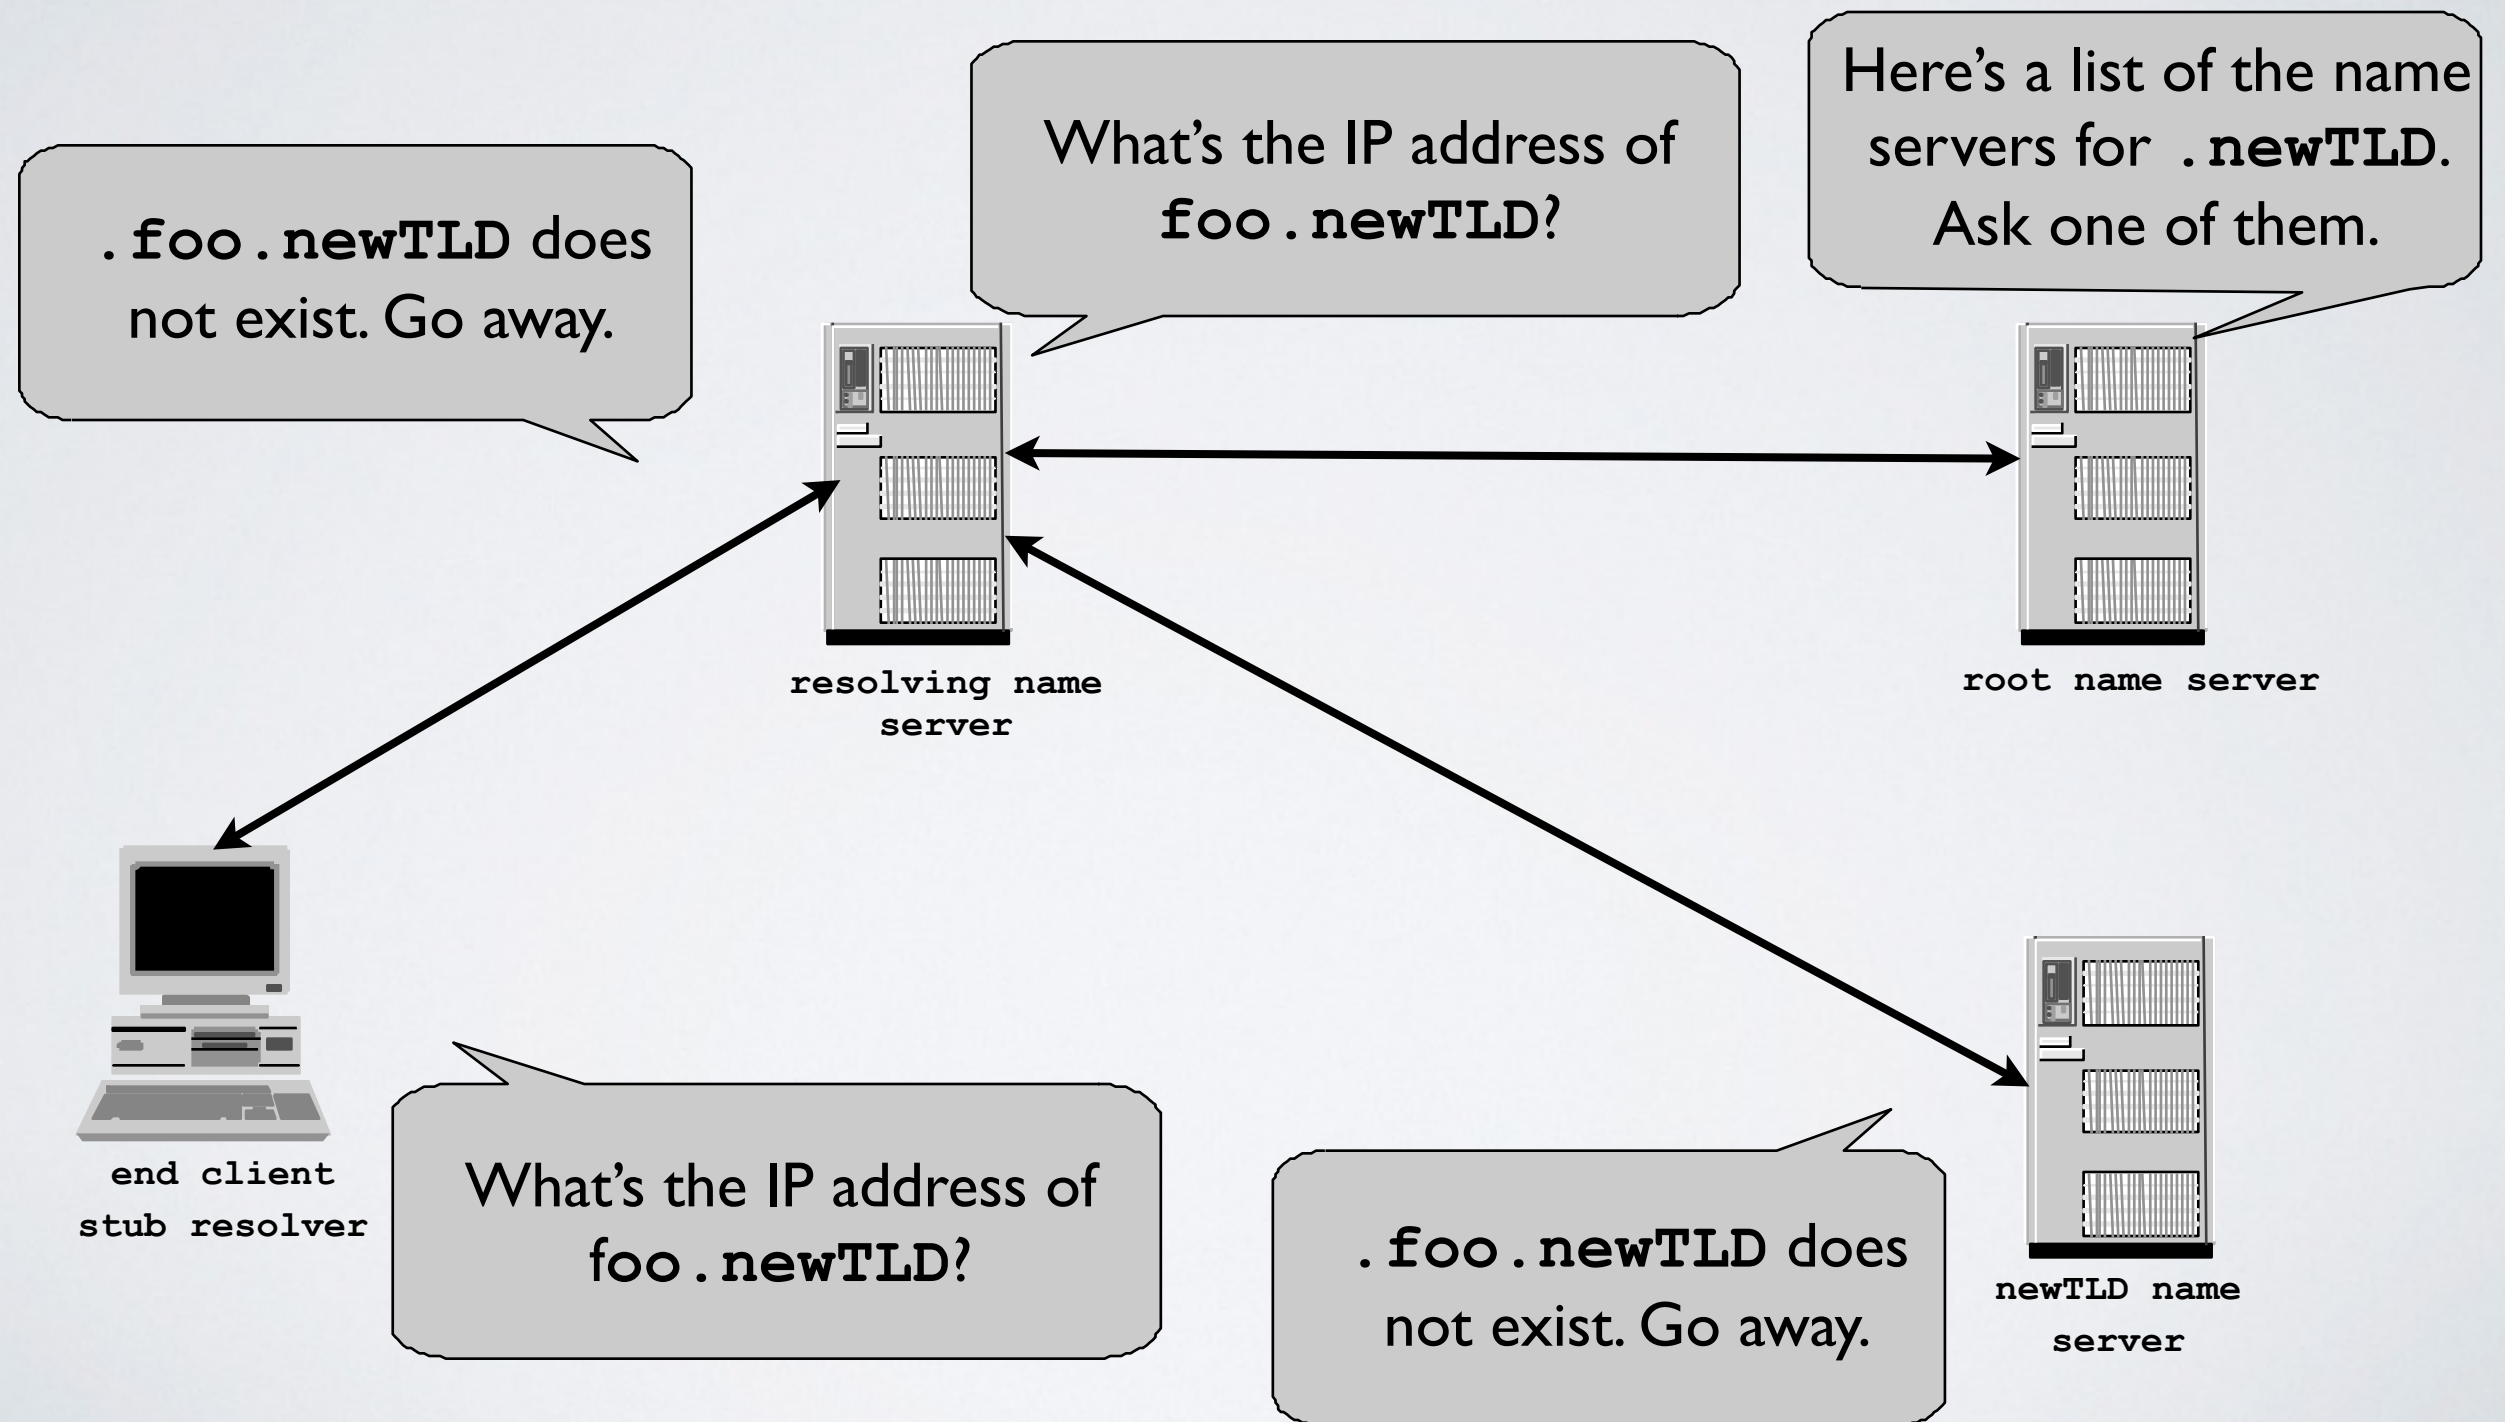 .foo.newTLD does
not exist. Go away.
What’s the IP address of
foo.newTLD?
Here’s a list of the name
servers for .newTLD.
Ask one of them.
resolving name
server
root name server
end client
stub resolver
What’s the IP address of
foo.newTLD?
.foo.newTLD does
not exist. Go away.
newTLD name
server